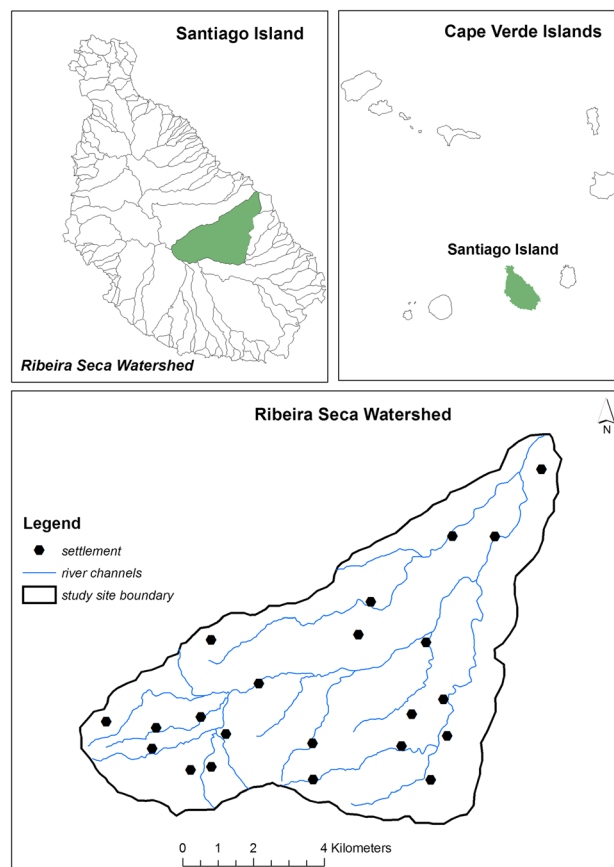 Santiago Island
Ribeira Seca Watershed
Cape Verde Islands
Santiago Island
Ribeira Seca Watershed
N
Legend
settlement
river channels
study site boundary
0 1 2 4 Kilometers